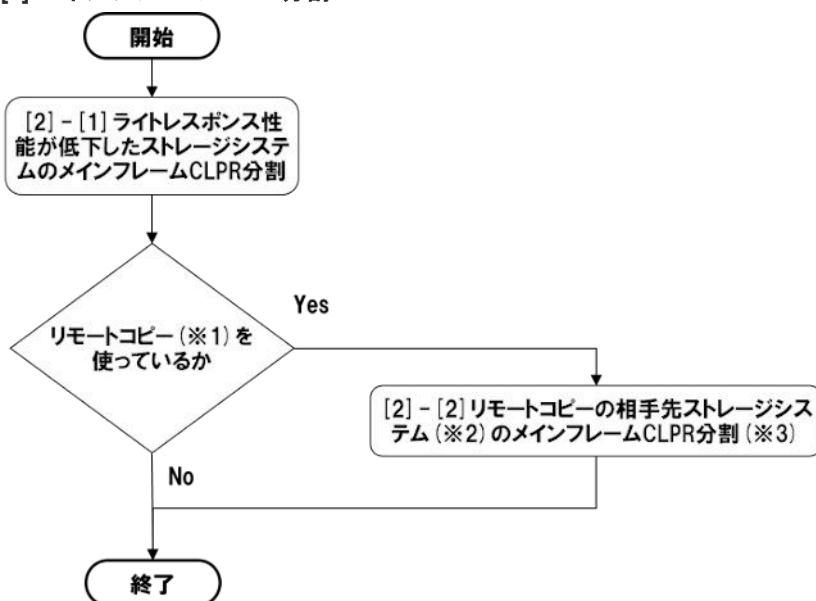 開始
[2] - [1] ライトレスポンス性
能が低下したストレージシステ
ムのメインフレームCLPR分割
リモートコピー(※1)を
使っているか
Yes
[2] - [2] リモートコピーの相手先ストレージシス
テム(※2)のメインフレームCLPR分割(※3)
No
終了